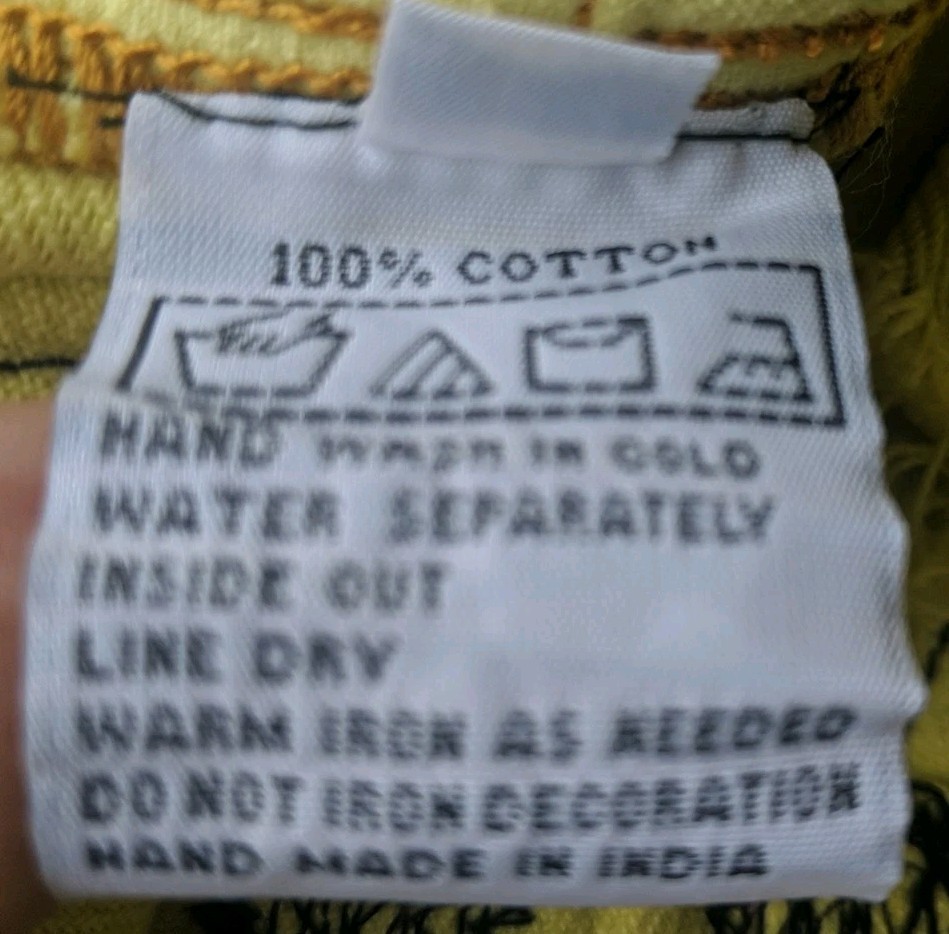 100% COTTON
HAND WASH IN COLD
WATER SEPARATELY
INSIDE OUT
LINE DRY
WARM IRON AS NEEDED
DO NOT IRON DECORATION
HAND MADE IN INDIA